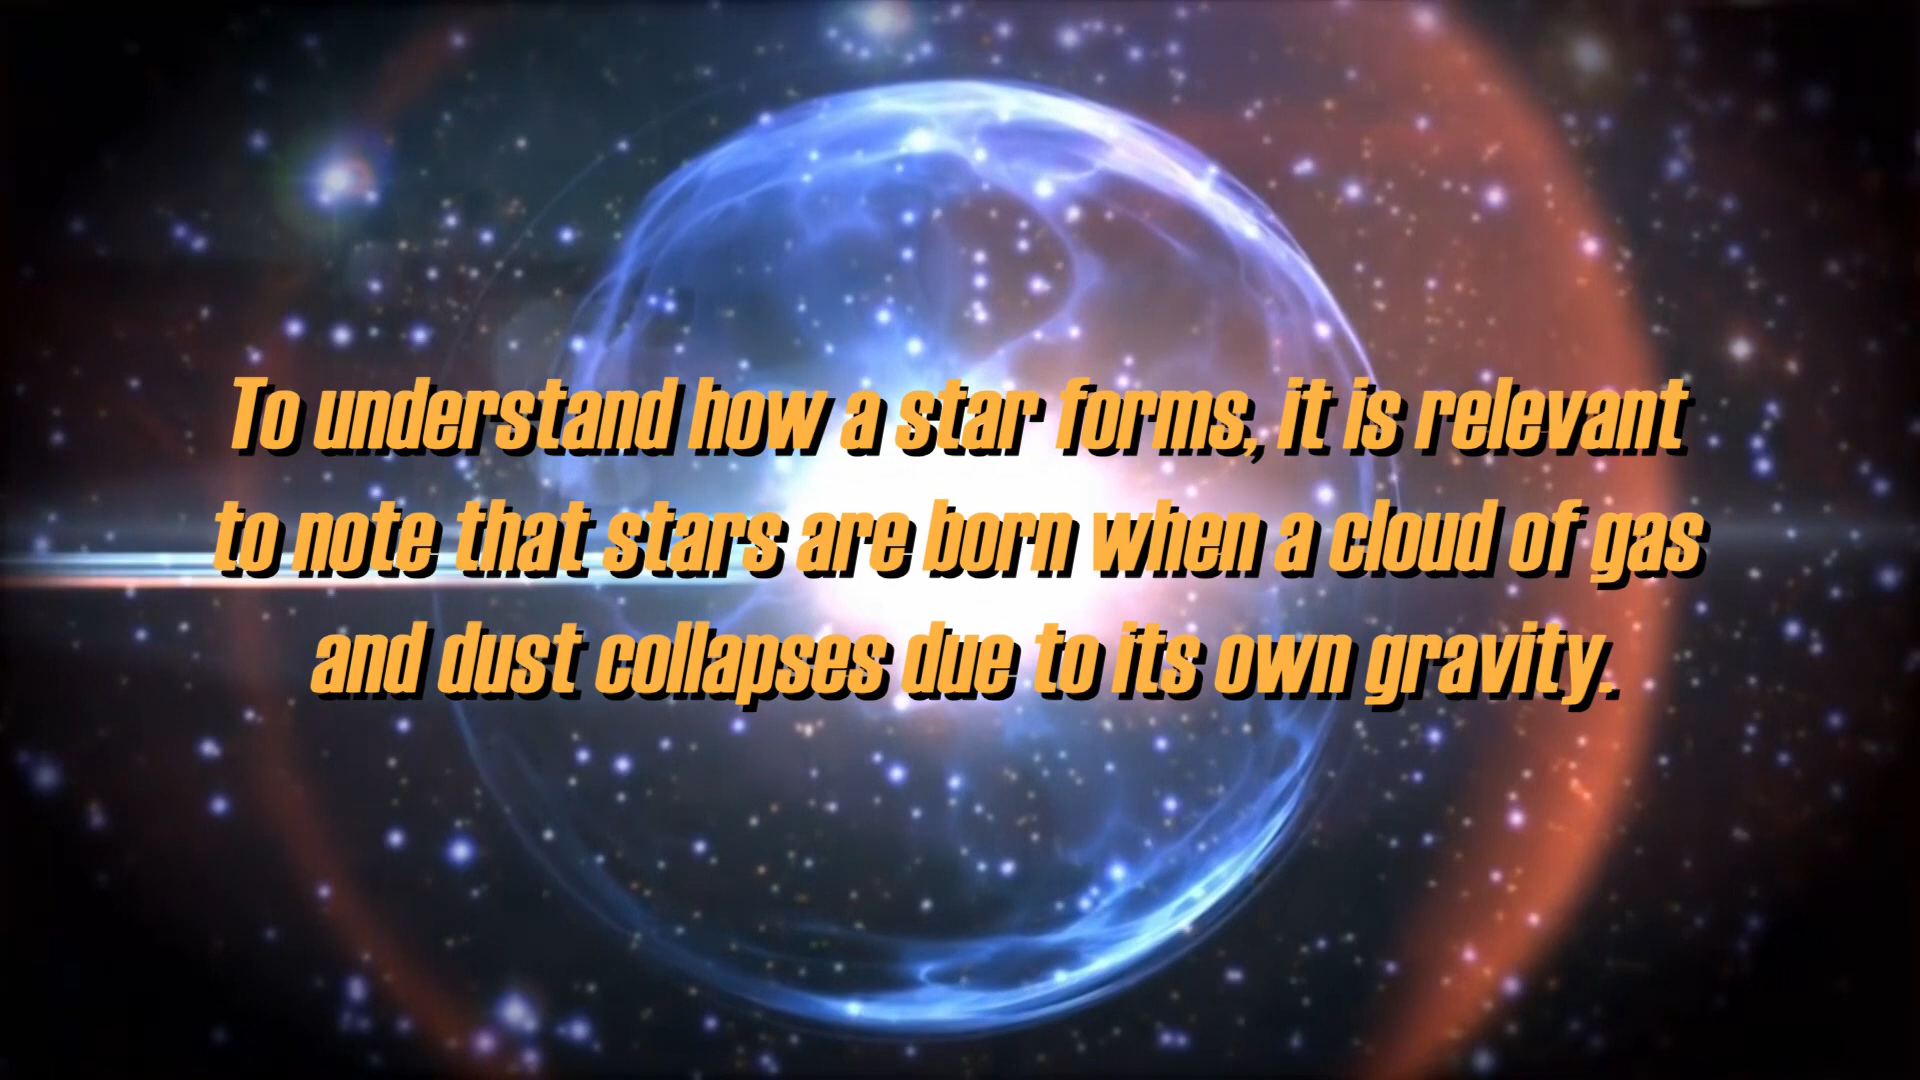 To understand how a star forms, it is relevant
to note that stars are born when a cloud of gas
and dust collapses due to its own gravity.